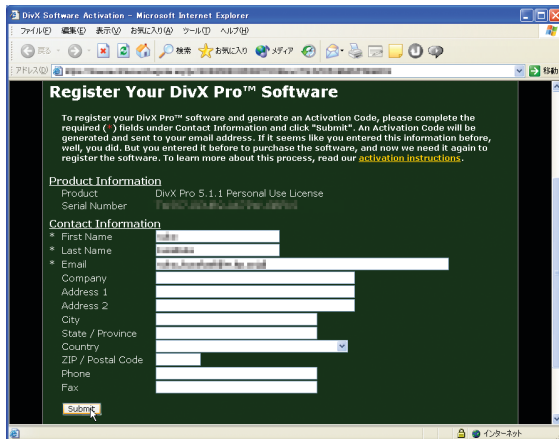 DivX Software Activation - Microsoft Internet Explorer
ファイル(F) 編集(E) 表示(V) お気に入り(A) ツール(T) ヘルプ(H)
戻る 検索 お気に入り メディア
アドレス(D) 移動
Register Your DivX Pro™ Software
To register your DivX Pro™ software and generate an Activation Code, please complete the
required (*) fields under Contact Information and click "Submit". An Activation Code will be
generated and sent to your email address. If it seems like you entered this information before,
well, you did. But you entered it before to purchase the software, and now we need it again to
register the software. To learn more about this process, read our activation instructions.
Product Information
Product DivX Pro 5.1.1 Personal Use License
Serial Number
Contact Information
* First Name
* Last Name
* Email
Company
Address 1
Address 2
City
State / Province
Country
ZIP / Postal Code
Phone
Fax
Submit
インターネット